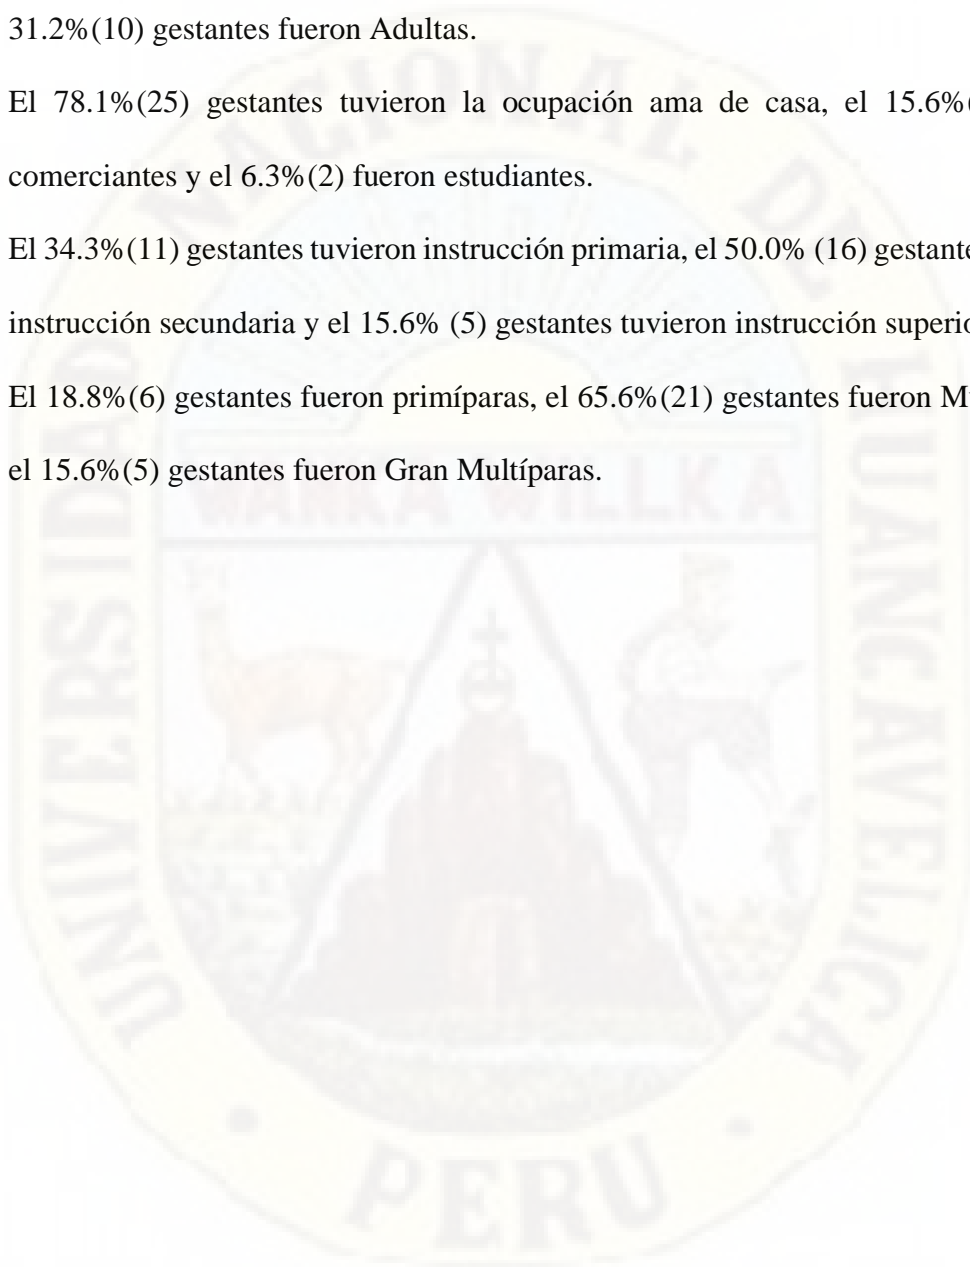 31.2%(10) gestantes fueron Adultas.
El 78.1%(25) gestantes tuvieron la ocupación ama de casa, el 15.6%(
comerciantes y el 6.3%(2) fueron estudiantes.
El 34.3%(11) gestantes tuvieron instrucción primaria, el 50.0% (16)
instrucción secundaria y el 15.6% (5) gestantes tuvieron instrucción
El 18.8%(6) gestantes fueron primíparas, el 65.6%(21) gestantes fueron
el 15.6%(5) gestantes fueron Gran Multíparas.
UNIVERSIDAD NACIONAL DE HUANCAVELICA
WANKA WILLKA
PERU